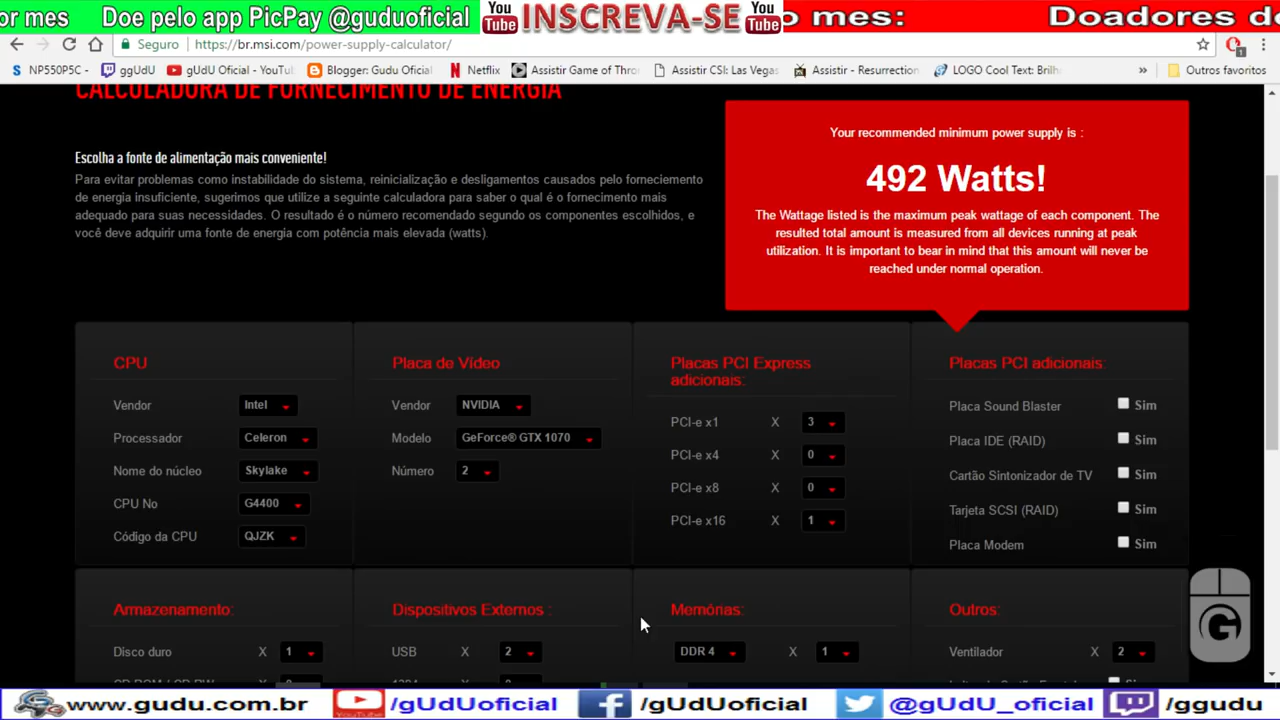 or mes
Doe pelo app PicPay @guduoficial
You Tube
INSCREVA-SE
You Tube
o mes:
Doadores d
Seguro
https://br.msi.com/power-supply-calculator/
1
NP550P5C -
ggUdU
gUdU Oficial - YouTu
Blogger: Gudu Oficial
Netflix
Assistir Game of Thro
Assistir CSI: Las Vegas
Assistir - Resurrection
LOGO Cool Text: Brilh
»
Outros favoritos
CALCULADORA DE FORNECIMENTO DE ENERGIA
Escolha a fonte de alimentação mais conveniente!
Para evitar problemas como instabilidade do sistema, reinicialização e desligamentos causados pelo forneciemento
de energia insuficiente, sugerimos que utilize a seguinte calculadora para saber o qual é o fornecimento mais
adequado para suas necessidades. O resultado é o número recomendado segundo os componentes escolhidos, e
você deve adquirir uma fonte de energia com potência mais elevada (watts).
Your recommended minimum power supply is :
492 Watts!
The Wattage listed is the maximum peak wattage of each component. The
resulted total amount is measured from all devices running at peak
utilization. It is important to bear in mind that this amount will never be
reached under normal operation.
CPU
Vendor Intel
Processador Celeron
Nome do núcleo Skylake
CPU No G4400
Código da CPU QJZK
Placa de Vídeo
Vendor NVIDIA
Modelo GeForce® GTX 1070
Número 2
Placas PCI Express
adicionais:
PCI-e x1 X 3
PCI-e x4 X 0
PCI-e x8 X 0
PCI-e x16 X 1
Placas PCI adicionais:
Placa Sound Blaster Sim
Placa IDE (RAID) Sim
Cartão Sintonizador de TV Sim
Tarjeta SCSI (RAID) Sim
Placa Modem Sim
Armazenamento:
Disco duro X 1
Dispositivos Externos :
USB X 2
Memórias:
DDR 4 X 1
Outros:
Ventilador X 2
G
www.gudu.com.br
YouTube
/gUdUoficial
/gUdUoficial
@gUdU_oficial
/ggudu